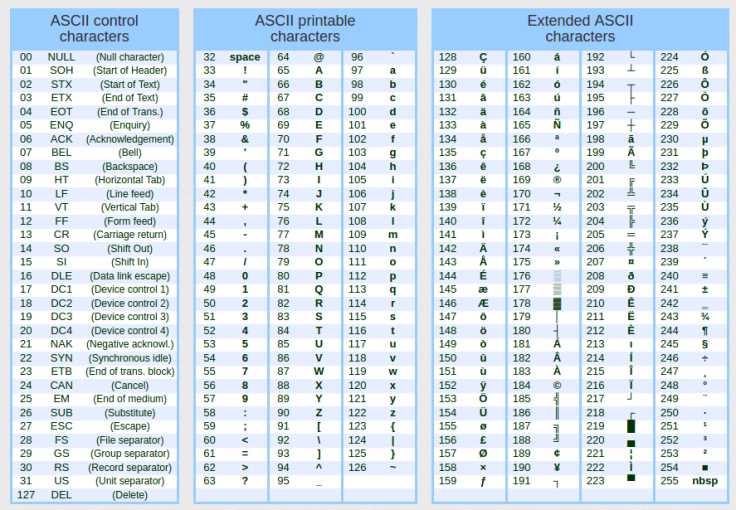 ASCII control
characters
00 NULL (Null character)
01 SOH (Start of Header)
02 STX (Start of Text)
03 ETX (End of Text)
04 EOT (End of Trans.)
05 ENQ (Enquiry)
06 ACK (Acknowledgement)
07 BEL (Bell)
08 BS (Backspace)
09 HT (Horizontal Tab)
10 LF (Line feed)
11 VT (Vertical Tab)
12 FF (Form feed)
13 CR (Carriage return)
14 SO (Shift Out)
15 SI (Shift In)
16 DLE (Data link escape)
17 DC1 (Device control 1)
18 DC2 (Device control 2)
19 DC3 (Device control 3)
20 DC4 (Device control 4)
21 NAK (Negative acknowl.)
22 SYN (Synchronous idle)
23 ETB (End of trans. block)
24 CAN (Cancel)
25 EM (End of medium)
26 SUB (Substitute)
27 ESC (Escape)
28 FS (File separator)
29 GS (Group separator)
30 RS (Record separator)
31 US (Unit separator)
127 DEL (Delete)
ASCII printable
characters
32 space 64 @ 96 `
33 ! 65 A 97 a
34 " 66 B 98 b
35 # 67 C 99 c
36 $ 68 D 100 d
37 % 69 E 101 e
38 & 70 F 102 f
39 ' 71 G 103 g
40 ( 72 H 104 h
41 ) 73 I 105 i
42 * 74 J 106 j
43 + 75 K 107 k
44 , 76 L 108 l
45 - 77 M 109 m
46 . 78 N 110 n
47 / 79 O 111 o
48 0 80 P 112 p
49 1 81 Q 113 q
50 2 82 R 114 r
51 3 83 S 115 s
52 4 84 T 116 t
53 5 85 U 117 u
54 6 86 V 118 v
55 7 87 W 119 w
56 8 88 X 120 x
57 9 89 Y 121 y
58 : 90 Z 122 z
59 ; 91 [ 123 {
60 < 92 \ 124 |
61 = 93 ] 125 }
62 > 94 ^ 126 ~
63 ? 95 _
Extended ASCII
characters
128 Ç 160 á 192 └ 224 Ó
129 ü 161 í 193 ┴ 225 ß
130 é 162 ó 194 ┬ 226 Ô
131 â 163 ú 195 ├ 227 Ò
132 ä 164 ñ 196 ─ 228 õ
133 à 165 Ñ 197 ┼ 229 Õ
134 å 166 ª 198 ã 230 µ
135 ç 167 º 199 Ã 231 þ
136 ê 168 ¿ 200 ╚ 232 Þ
137 ë 169 ® 201 ╔ 233 Ú
138 è 170 ¬ 202 ╩ 234 Û
139 ï 171 ½ 203 ╦ 235 Ù
140 î 172 ¼ 204 ╠ 236 ý
141 ì 173 ¡ 205 ═ 237 Ý
142 Ä 174 « 206 ╬ 238 ¯
143 Å 175 » 207 ¤ 239 ´
144 É 176 ░ 208 ð 240 ≡
145 æ 177 ▒ 209 Ð 241 ±
146 Æ 178 ▓ 210 Ê 242 ‗
147 ô 179 │ 211 Ë 243 ¾
148 ö 180 ┤ 212 È 244 ¶
149 ò 181 Á 213 ı 245 §
150 û 182 Â 214 Í 246 ÷
151 ù 183 À 215 Î 247 ¸
152 ÿ 184 © 216 Ï 248 °
153 Ö 185 ╣ 217 ┘ 249 ¨
154 Ü 186 ║ 218 ┌ 250 ·
155 ø 187 ╗ 219 █ 251 ¹
156 £ 188 ╝ 220 ▄ 252 ³
157 Ø 189 ¢ 221 ¦ 253 ²
158 × 190 ¥ 222 Ì 254 ■
159 ƒ 191 ┐ 223 ▀ 255 nbsp